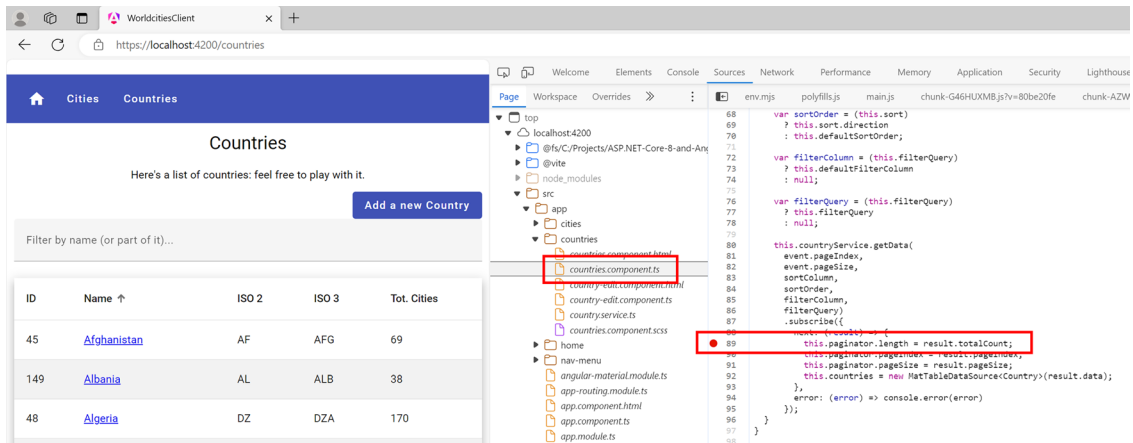 WorldcitiesClient
https://localhost:4200/countries
Cities Countries
Countries
Here's a list of countries: feel free to play with it.
Add a new Country
Filter by name (or part of it)...
ID Name ISO 2 ISO 3 Tot. Cities
45 Afghanistan AF AFG 69
149 Albania AL ALB 38
48 Algeria DZ DZA 170
Welcome Elements Console Sources Network Performance Memory Application Security Lighthouse
Page Workspace Overrides
top
localhost:4200
@fs/C:/Projects/ASP.NET-Core-8-and-Ang
@vite
node_modules
src
app
cities
countries
countries.component.html
countries.component.ts
country-edit.component.html
country-edit.component.ts
country.service.ts
countries.component.scss
home
nav-menu
angular-material.module.ts
app-routing.module.ts
app.component.html
app.component.ts
app.module.ts
env.mjs polyfills.js main.js chunk-G46HUXMB.js?v=80be20fe chunk-AZW
68 var sortOrder = (this.sort)
69 ? this.sort.direction
70 : this.defaultSortOrder;
71
72 var filterColumn = (this.filterQuery)
73 ? this.defaultFilterColumn
74 : null;
75
76 var filterQuery = (this.filterQuery)
77 ? this.filterQuery
78 : null;
79
80 this.countryService.getData(
81 event.pageIndex,
82 event.pageSize,
83 sortColumn,
84 sortOrder,
85 filterColumn,
86 filterQuery)
87 .subscribe({
88 next: (result) => {
89 this.paginator.length = result.totalCount;
90 this.paginator.pageIndex = result.pageIndex;
91 this.paginator.pageSize = result.pageSize;
92 this.countries = new MatTableDataSource<Country>(result.data);
93 },
94 error: (error) => console.error(error)
95 });
96 }
97 }
98